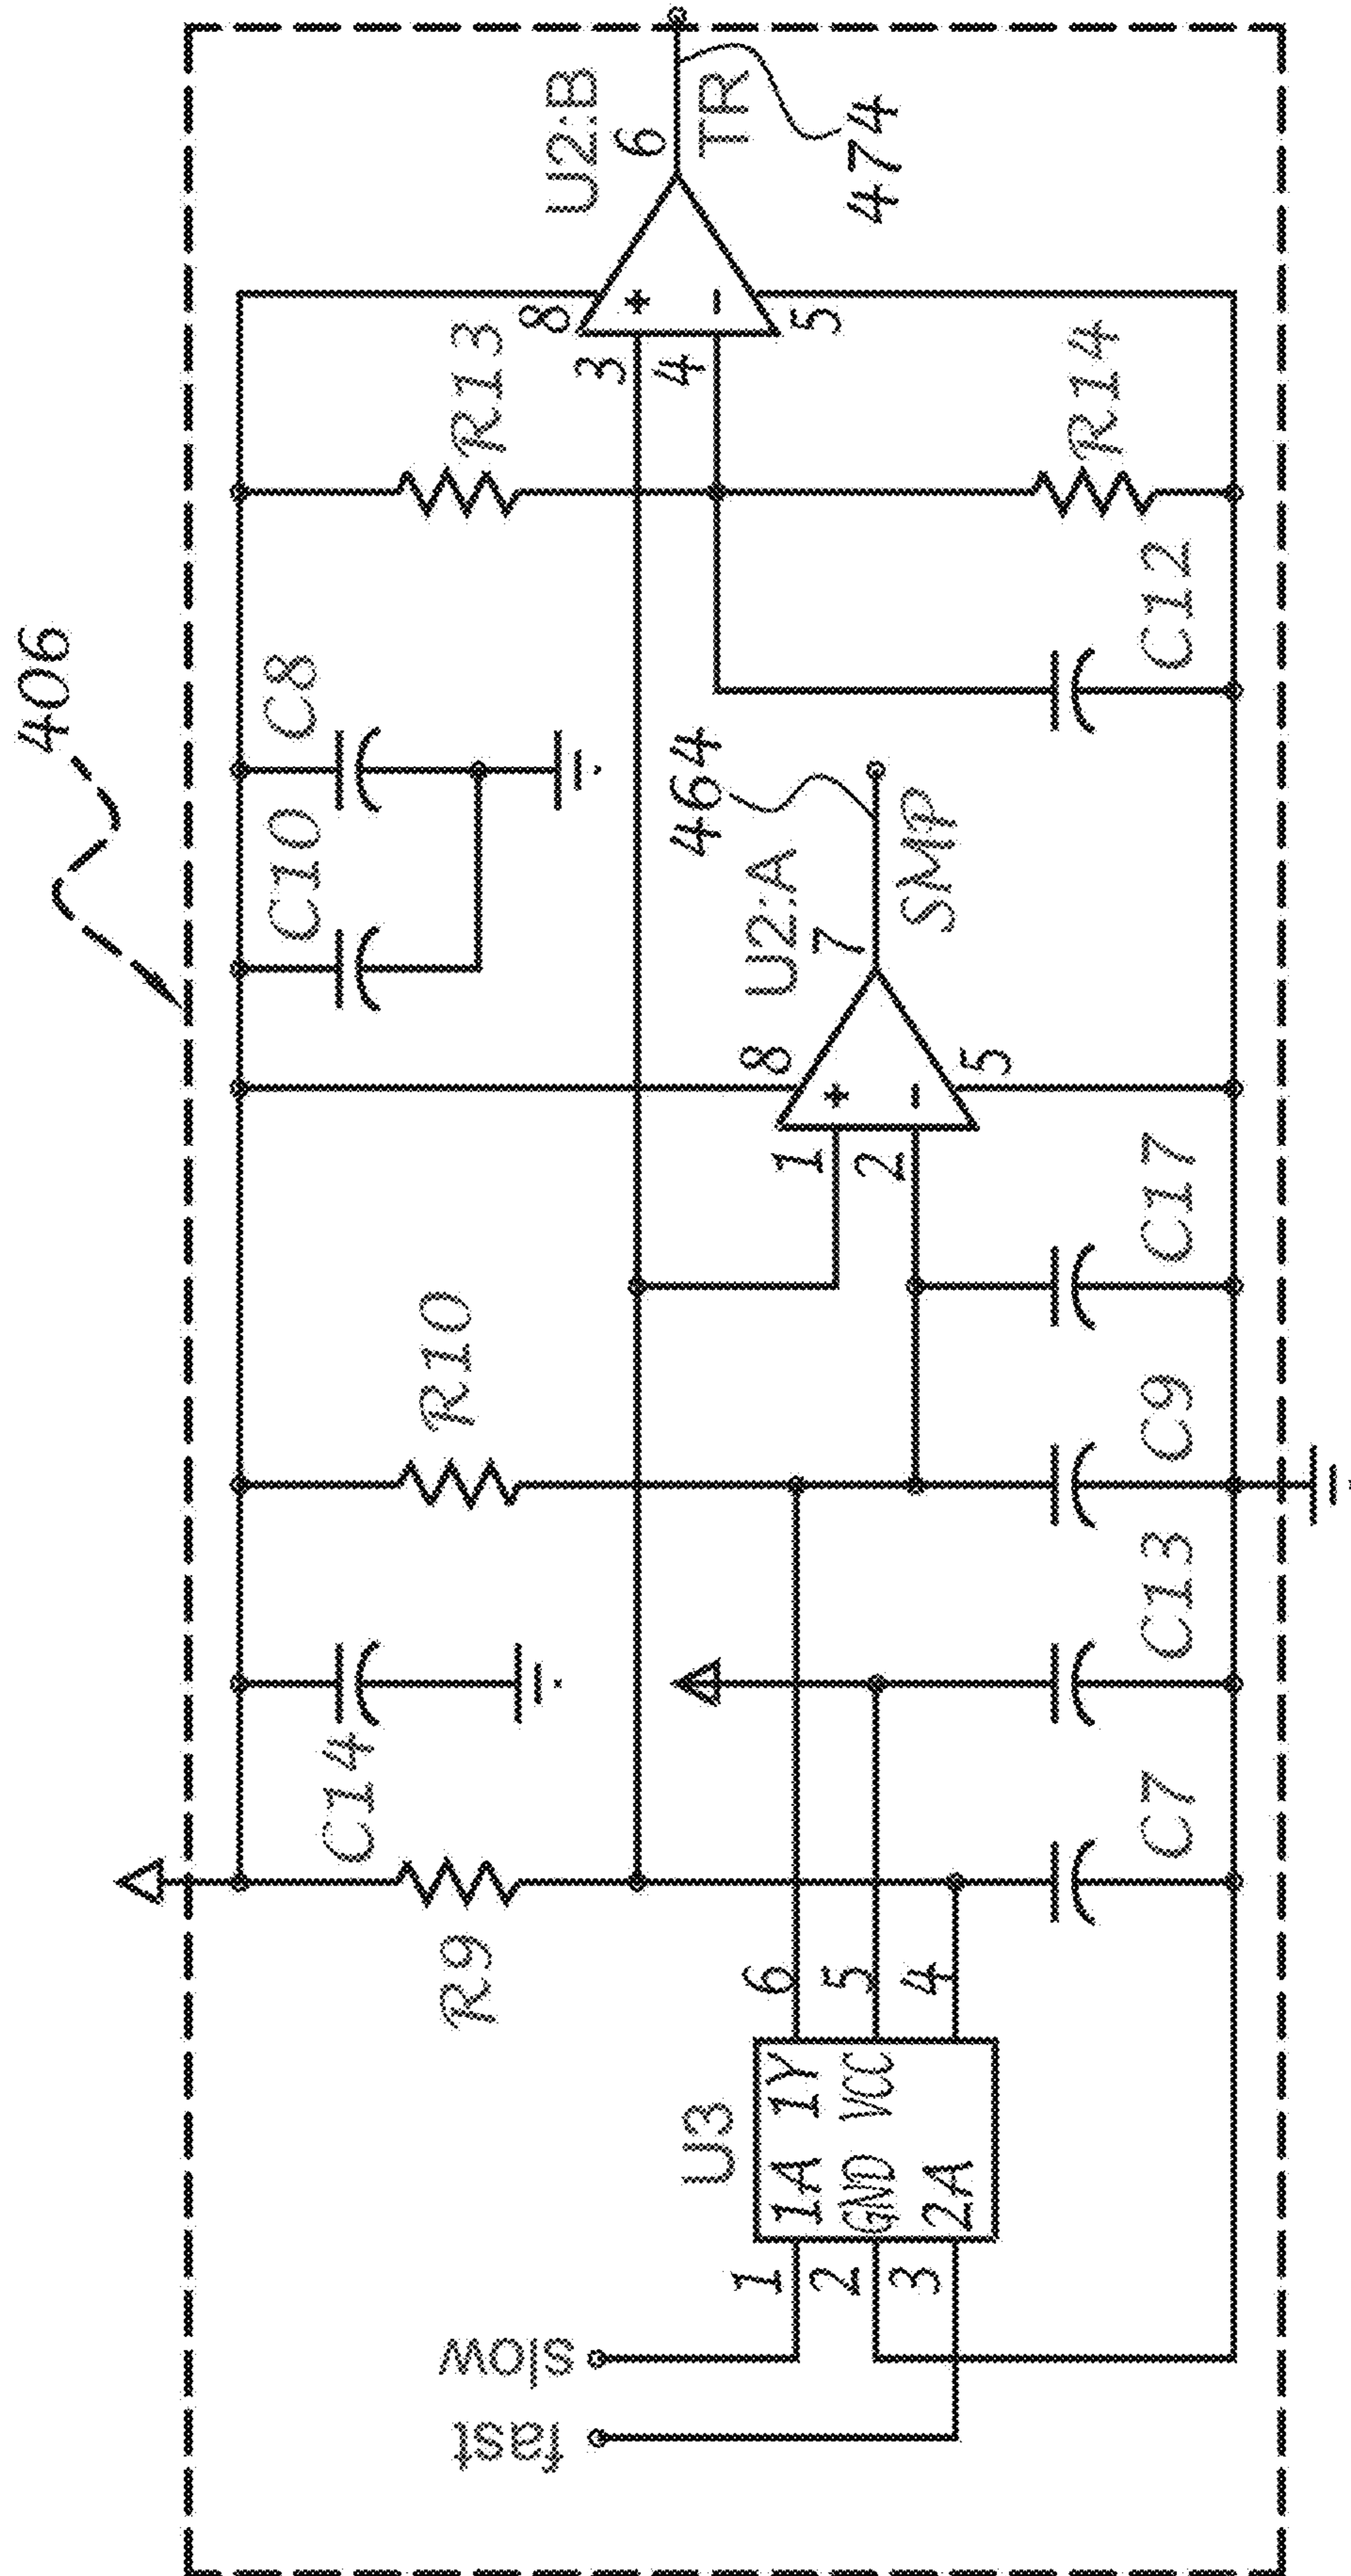 406
fast
slow
U3
1
2
3
1A 1Y
GND VCC
2A
6
5
4
R9
C14
C7
C13
R10
C9
C17
U2:A
8
1
2
+
-
5
7
SMP
464
C10
C8
C12
R13
R14
U2:B
8
3
4
+
-
5
6
TR
474